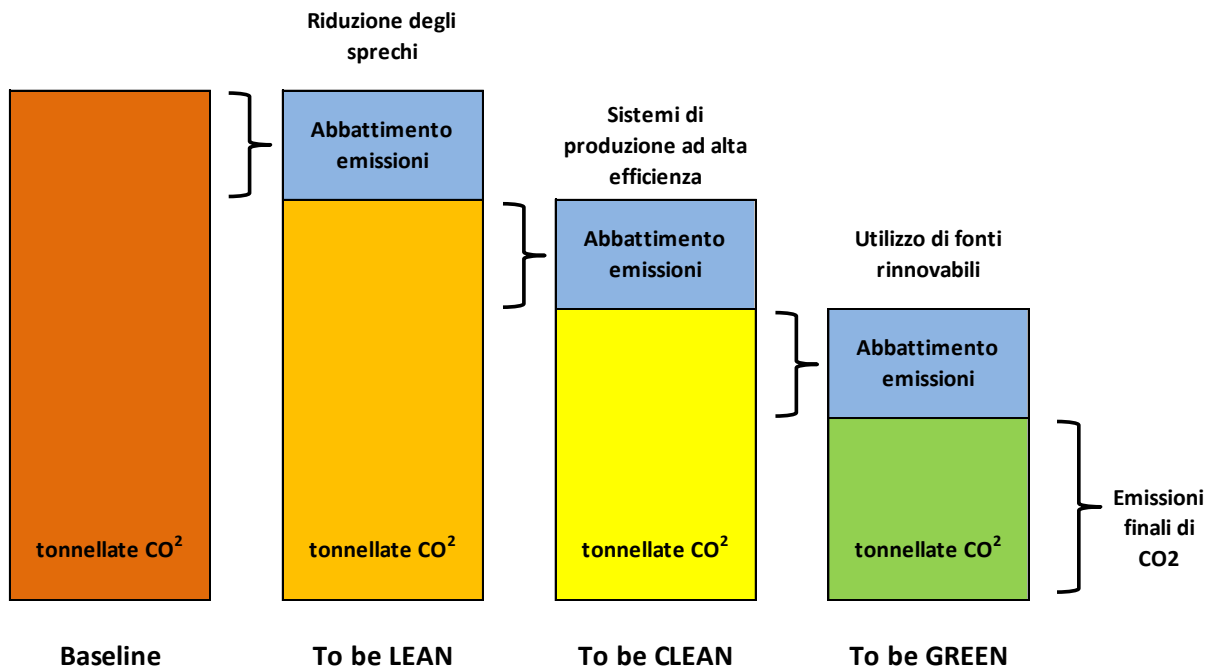 Riduzione degli
sprechi
Abbattimento
emissioni
Sistemi di
produzione ad alta
efficienza
Abbattimento
emissioni
Utilizzo di fonti
rinnovabili
Abbattimento
emissioni
tonnellate CO²
tonnellate CO²
tonnellate CO²
tonnellate CO²
Emissioni
finali di
CO2
Baseline
To be LEAN
To be CLEAN
To be GREEN